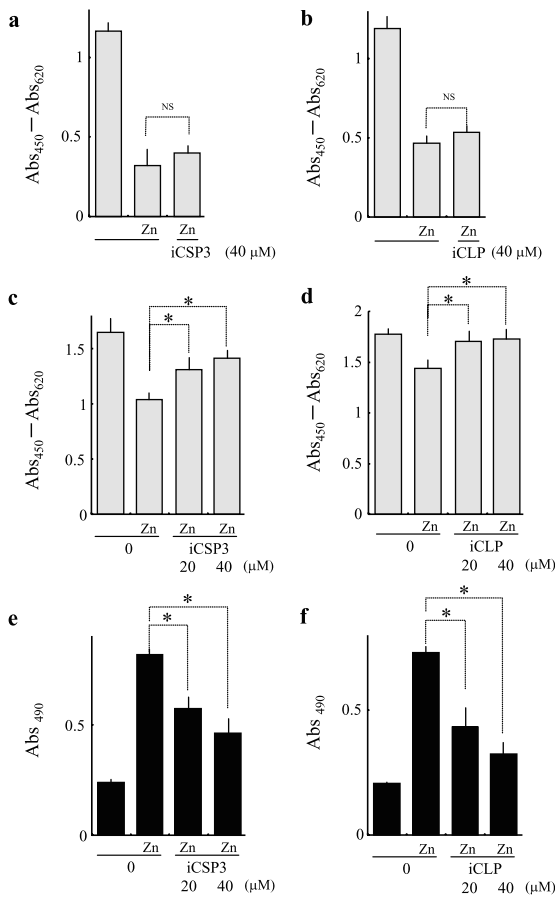 a
Abs450 — Abs620
1
0.5
0
NS
Zn Zn
iCSP3 (40 μM)
b
Abs450 — Abs620
1
0.5
0
NS
Zn Zn
iCLP (40 μM)
c
Abs450 — Abs620
1.5
1
0
* *
Zn Zn Zn
0 iCSP3
20 40 (μM)
d
Abs450 — Abs620
2
1.5
1
0
* *
Zn Zn Zn
0 iCLP
20 40 (μM)
e
Abs 490
0.5
0
* *
Zn Zn Zn
0 iCSP3
20 40 (μM)
f
Abs 490
0.5
0
* *
Zn Zn Zn
0 iCLP
20 40 (μM)